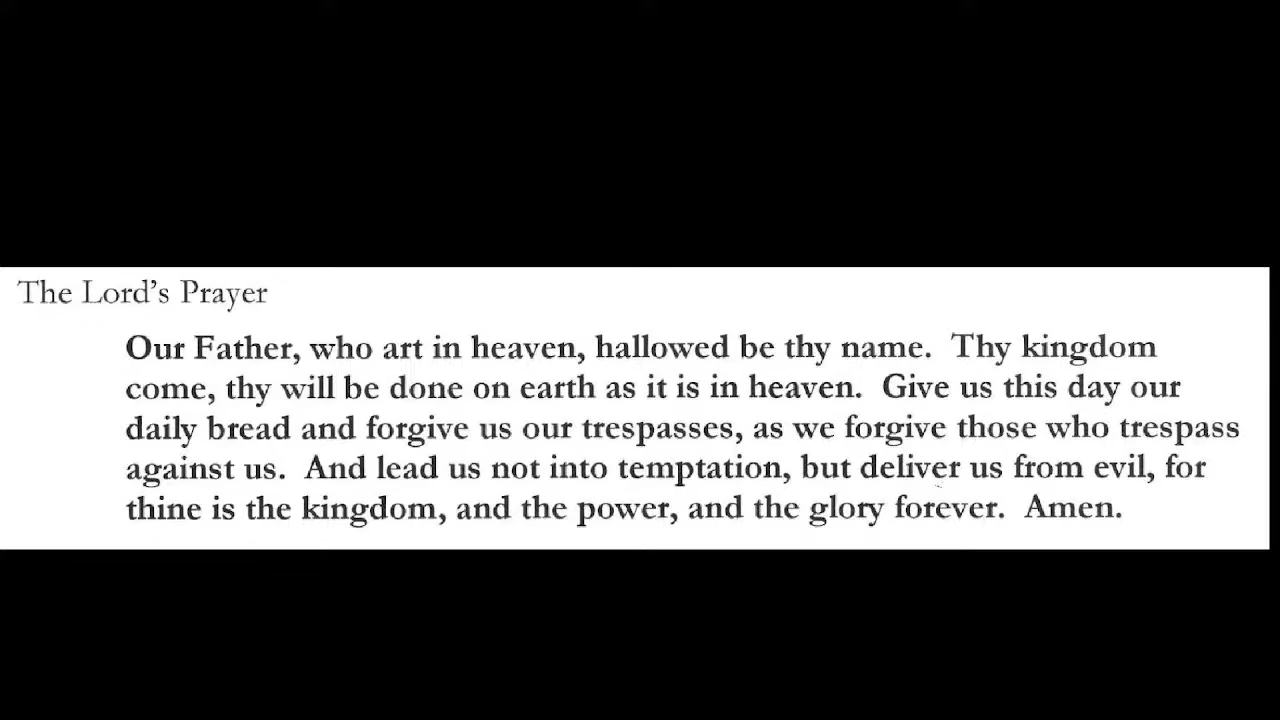 The Lord's Prayer
Our Father, who art in heaven, hallowed be thy name. Thy kingdom
come, thy will be done on earth as it is in heaven. Give us this day our
daily bread and forgive us our trespasses, as we forgive those who trespass
against us. And lead us not into temptation, but deliver us from evil, for
thine is the kingdom, and the power, and the glory forever. Amen.